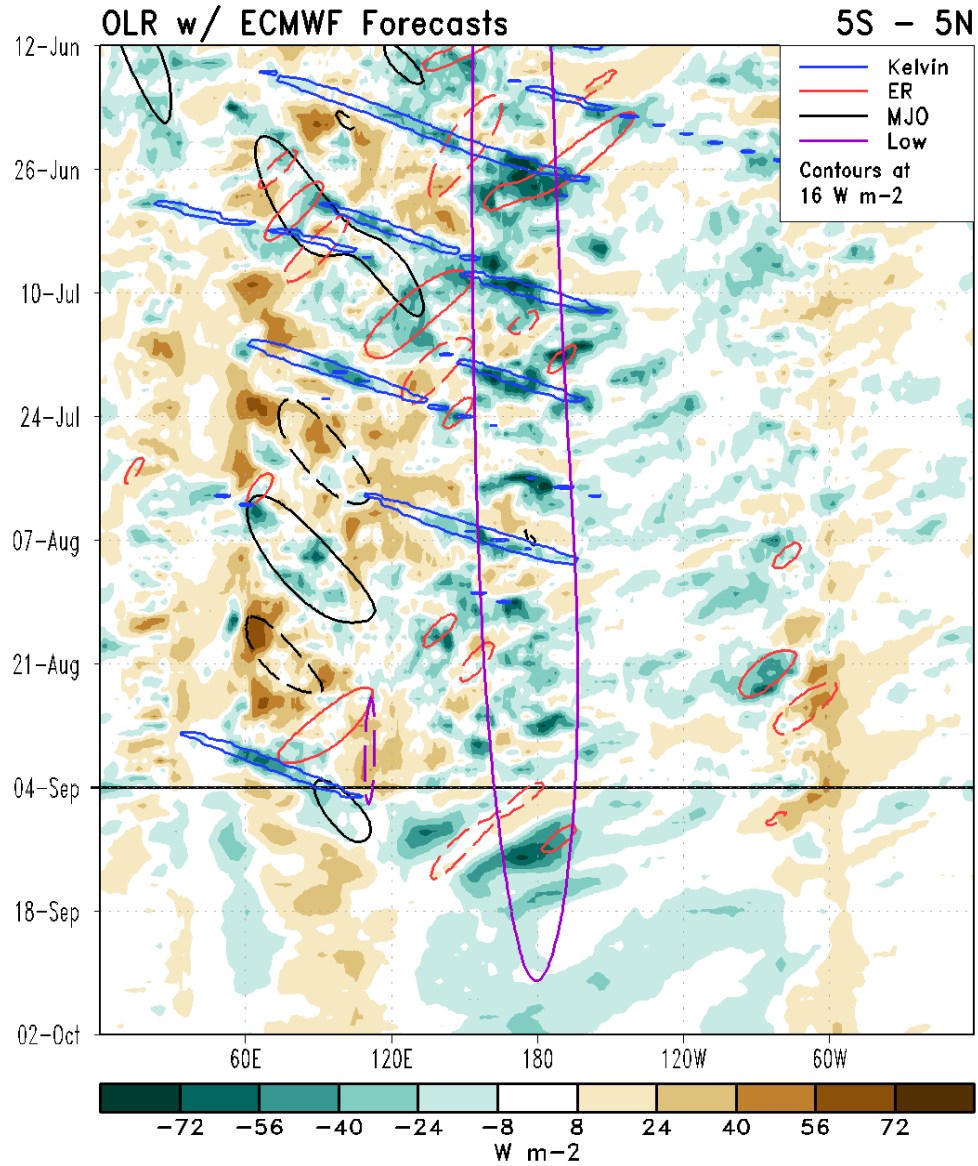 OLR w/ ECMWF Forecasts 5S - 5N
12-Jun
26-Jun
10-Jul
24-Jul
07-Aug
21-Aug
04-Sep
18-Sep
02-Oct
Kelvin
ER
MJO
Low
Contours at
16 W m-2
60E 120E 180 120W 60W
-72 -56 -40 -24 -8 8 24 40 56 72
W m-2